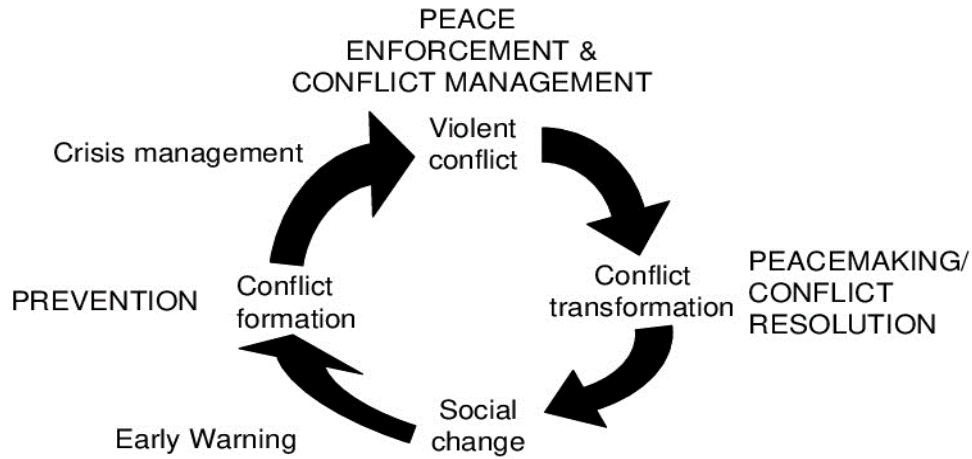 PEACE
ENFORCEMENT &
CONFLICT MANAGEMENT
Violent
conflict
Crisis management
Conflict
transformation
PEACEMAKING/
CONFLICT
RESOLUTION
PREVENTION
Conflict
formation
Social
change
Early Warning